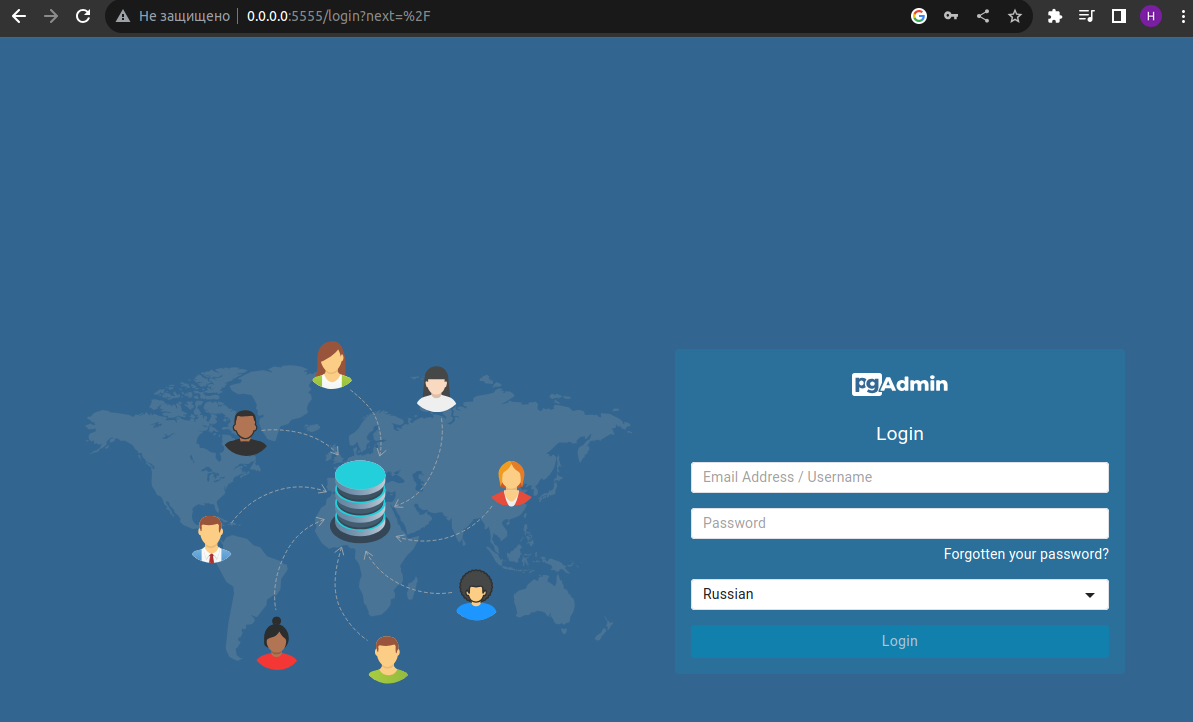 Не защищено 0.0.0.0:5555/login?next=%2F
H
pgAdmin
Login
Email Address / Username
Password
Forgotten your password?
Russian
Login